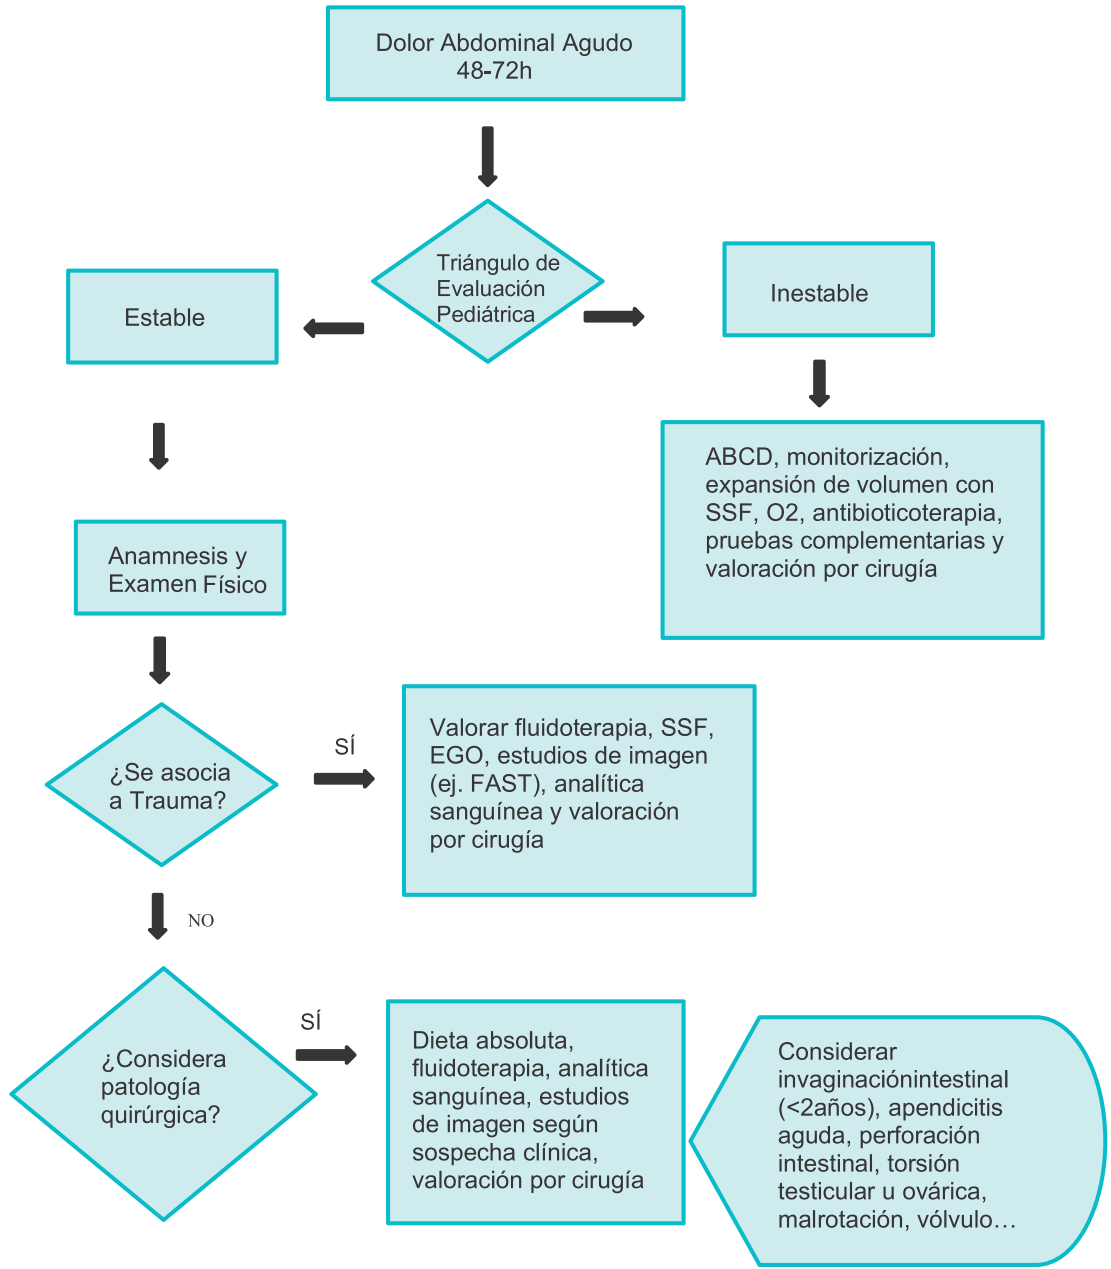 Dolor Abdominal Agudo
48-72h
Triángulo de
Evaluación
Pediátrica
Estable
Inestable
ABCD, monitorización,
expansión de volumen con
SSF, O2, antibioticoterapia,
pruebas complementarias y
valoración por cirugía
Anamnesis y
Examen Físico
¿Se asocia
a Trauma?
SÍ
Valorar fluidoterapia, SSF,
EGO, estudios de imagen
(ej. FAST), analítica
sanguínea y valoración
por cirugía
NO
¿Considera
patología
quirúrgica?
SÍ
Dieta absoluta,
fluidoterapia, analítica
sanguínea, estudios
de imagen según
sospecha clínica,
valoración por cirugía
Considerar
invaginaciónintestinal
(<2años), apendicitis
aguda, perforación
intestinal, torsión
testicular u ovárica,
malrotación, vólvulo…